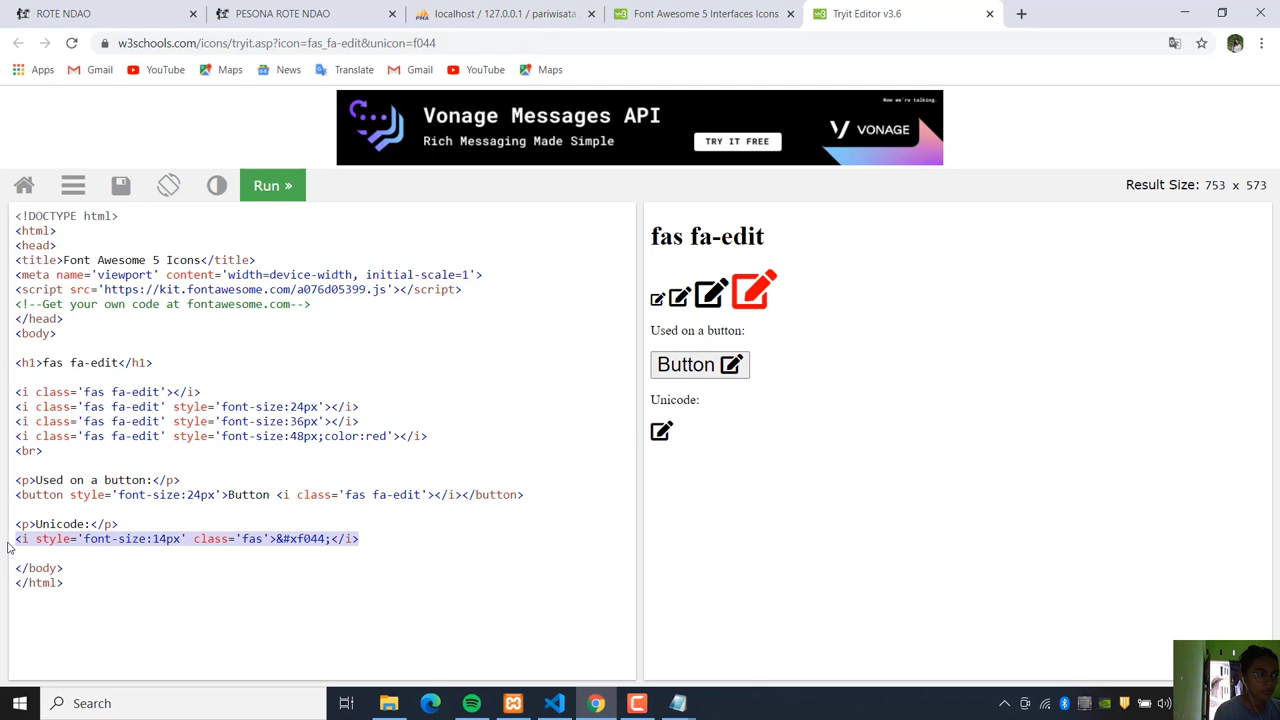 ROTE NDAO
PESONA ROTE NDAO
localhost / 127.0.0.1 / pariwisata
Font Awesome 5 Interfaces Icons
Tryit Editor v3.6
w3schools.com/icons/tryit.asp?icon=fas_fa-edit&unicon=f044
Apps
Gmail
YouTube
Maps
News
Translate
Gmail
YouTube
Maps
Vonage Messages API
Rich Messaging Made Simple
TRY IT FREE
Now we're talking.
VONAGE
Run »
Result Size: 753 x 573
<!DOCTYPE html>
<html>
<head>
<title>Font Awesome 5 Icons</title>
<meta name='viewport' content='width=device-width, initial-scale=1'>
<script src='https://kit.fontawesome.com/a076d05399.js'></script>
<!--Get your own code at fontawesome.com-->
</head>
<body>
<h1>fas fa-edit</h1>
<i class='fas fa-edit'></i>
<i class='fas fa-edit' style='font-size:24px'></i>
<i class='fas fa-edit' style='font-size:36px'></i>
<i class='fas fa-edit' style='font-size:48px;color:red'></i>
<br>
<p>Used on a button:</p>
<button style='font-size:24px'>Button <i class='fas fa-edit'></i></button>
<p>Unicode:</p>
<i style='font-size:14px' class='fas'>&#xf044;</i>
</body>
</html>
fas fa-edit
Used on a button:
Button
Unicode:
Search